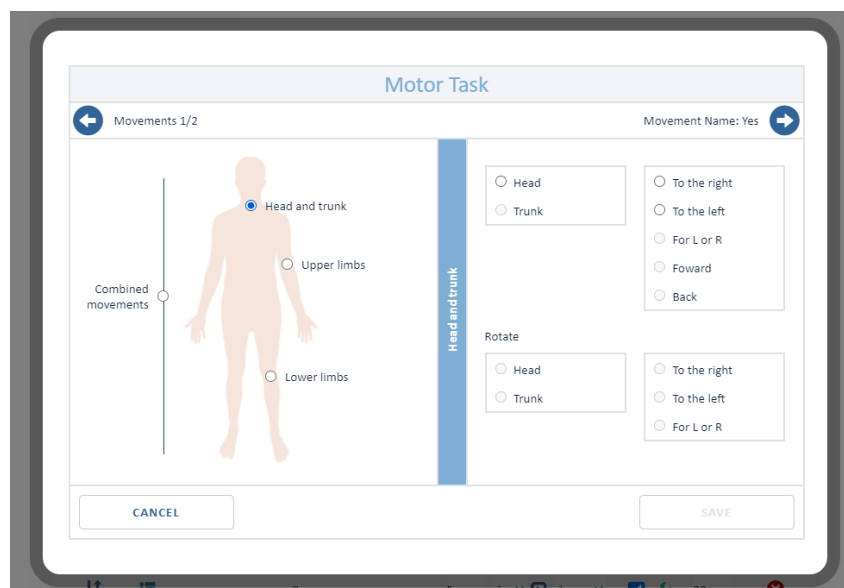 Motor Task
Movements 1/2
Movement Name: Yes
Head and trunk
Upper limbs
Combined
movements
Lower limbs
Head and trunk
Head
Trunk
To the right
To the left
For L or R
Foward
Back
Rotate
Head
Trunk
To the right
To the left
For L or R
CANCEL
SAVE